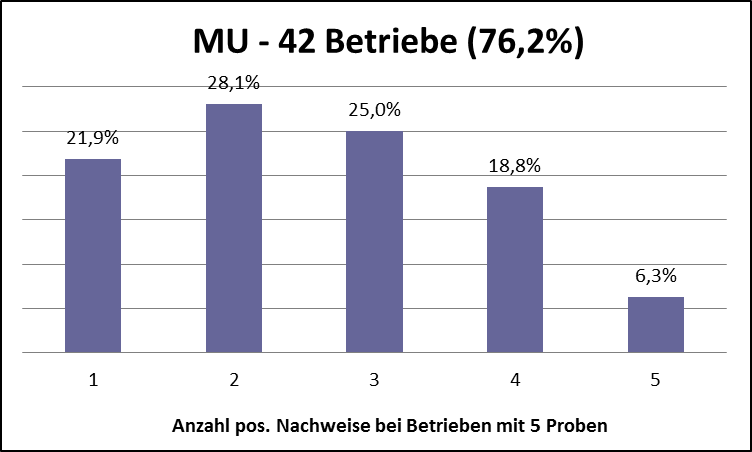 MU - 42 Betriebe (76,2%)
28,1%
25,0%
21,9%
18,8%
6,3%
1 2 3 4 5
Anzahl pos. Nachweise bei Betrieben mit 5 Proben